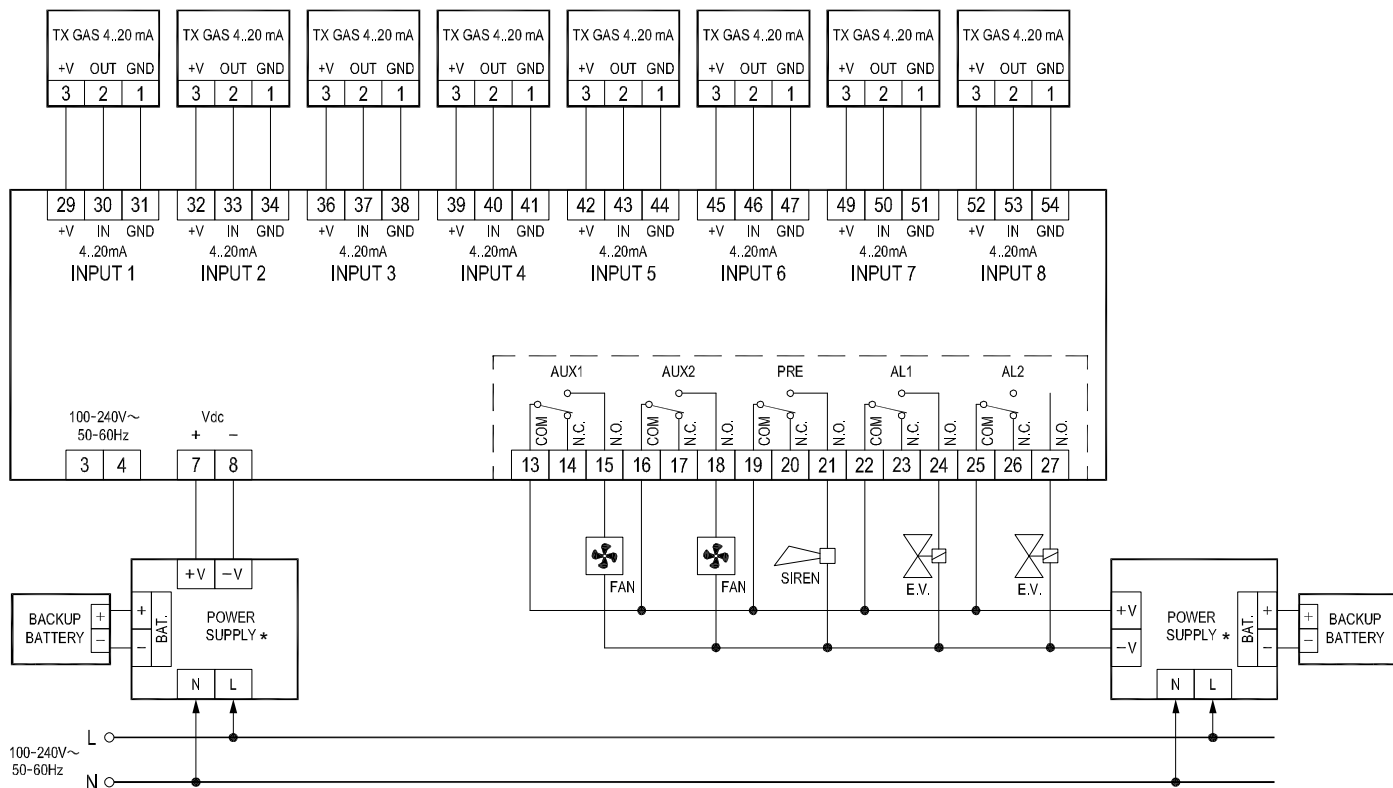 TX GAS 4..20 mA TX GAS 4..20 mA TX GAS 4..20 mA TX GAS 4..20 mA TX GAS 4..20 mA TX GAS 4..20 mA TX GAS 4..20 mA TX GAS 4..20 mA
+V OUT GND +V OUT GND +V OUT GND +V OUT GND +V OUT GND +V OUT GND +V OUT GND +V OUT GND
3 2 1 3 2 1 3 2 1 3 2 1 3 2 1 3 2 1 3 2 1 3 2 1
29 30 31 32 33 34 36 37 38 39 40 41 42 43 44 45 46 47 49 50 51 52 53 54
+V IN GND +V IN GND +V IN GND +V IN GND +V IN GND +V IN GND +V IN GND +V IN GND
4..20mA 4..20mA 4..20mA 4..20mA 4..20mA 4..20mA 4..20mA 4..20mA
INPUT 1 INPUT 2 INPUT 3 INPUT 4 INPUT 5 INPUT 6 INPUT 7 INPUT 8
AUX1 AUX2 PRE AL1 AL2
100-240V~ Vdc
50-60Hz + −
COM N.C. N.O. COM N.C. N.O. COM N.C. N.O. COM N.C. N.O. COM N.C. N.O.
3 4 7 8 13 14 15 16 17 18 19 20 21 22 23 24 25 26 27
FAN FAN SIREN E.V. E.V.
+V −V
BACKUP
BATTERY
+
−
+
−
BAT.
POWER
SUPPLY *
N L
+V
−V
POWER
SUPPLY *
BAT.
+
−
+
−
BACKUP
BATTERY
N L
L
100-240V~
50-60Hz
N